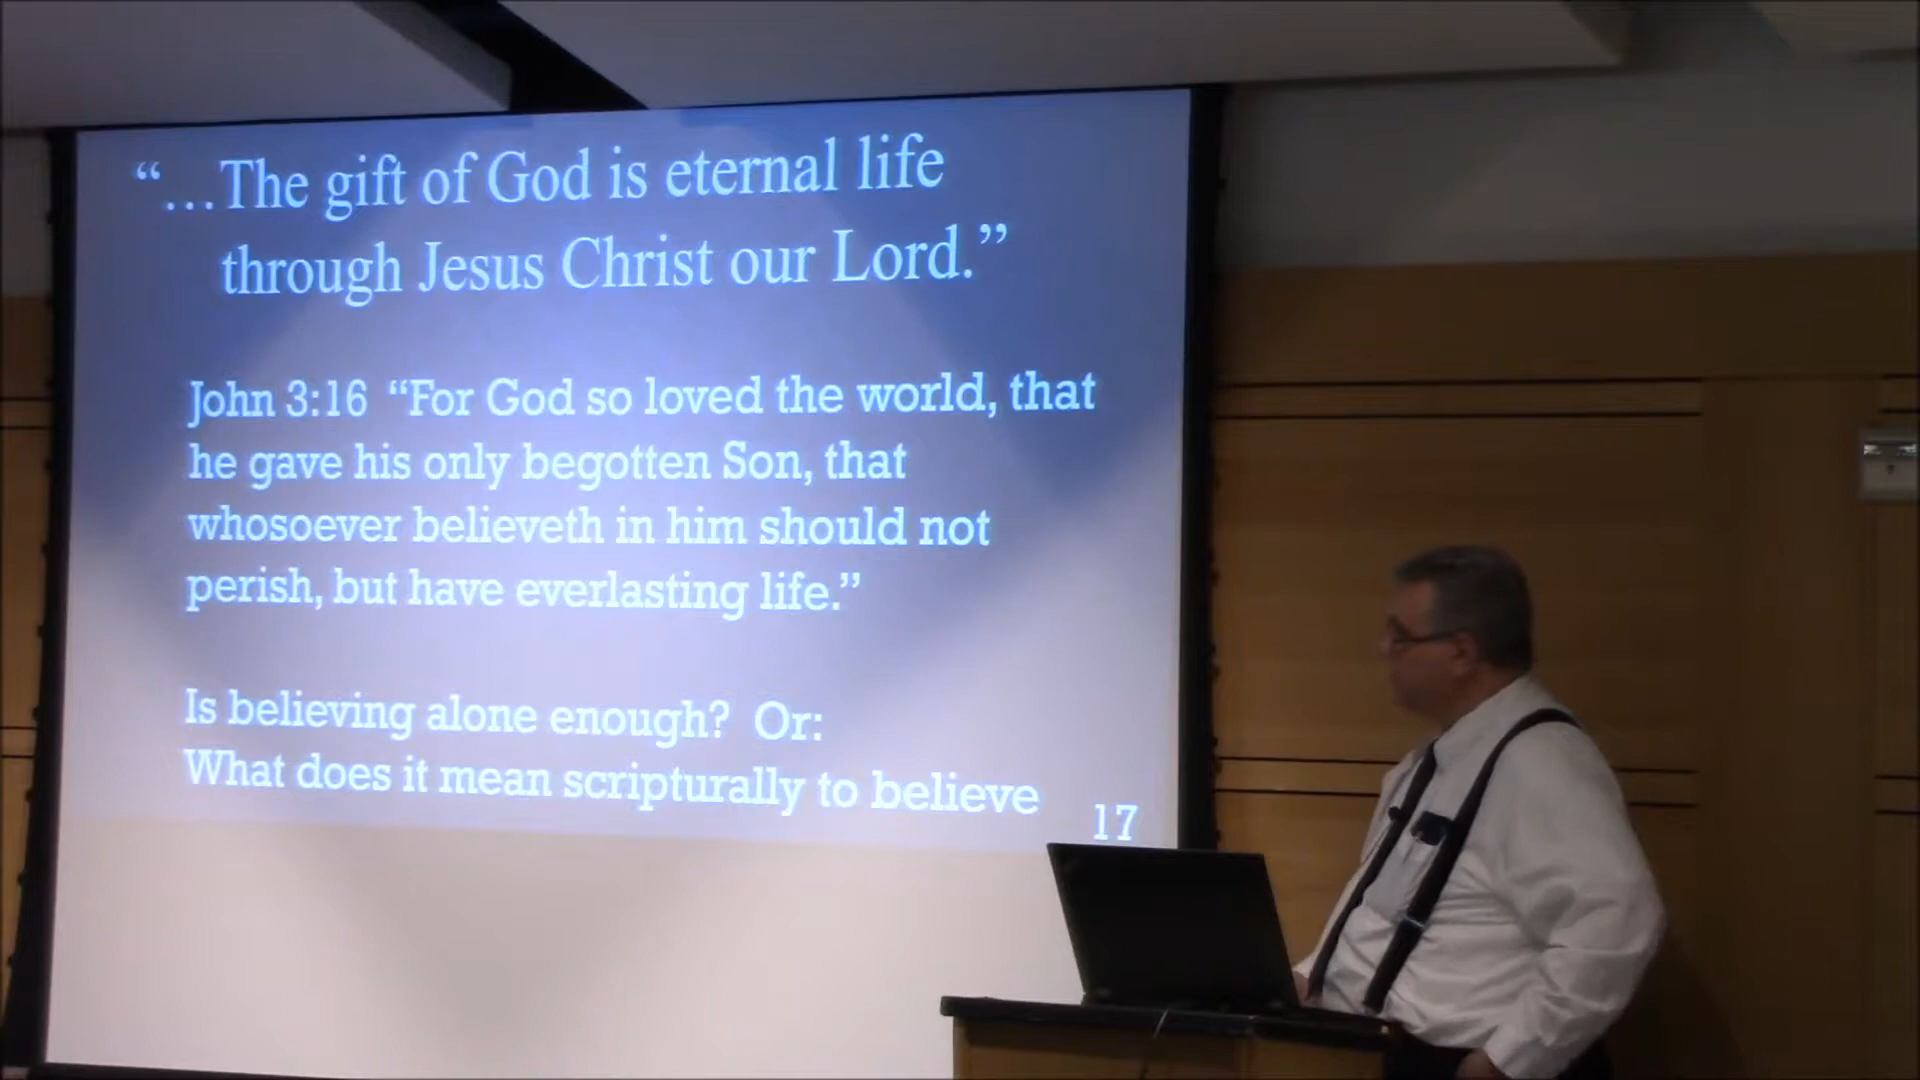 “…The gift of God is eternal life
through Jesus Christ our Lord.”
John 3:16 “For God so loved the world, that
he gave his only begotten Son, that
whosoever believeth in him should not
perish, but have everlasting life.”
Is believing alone enough? Or:
What does it mean scripturally to believe
17